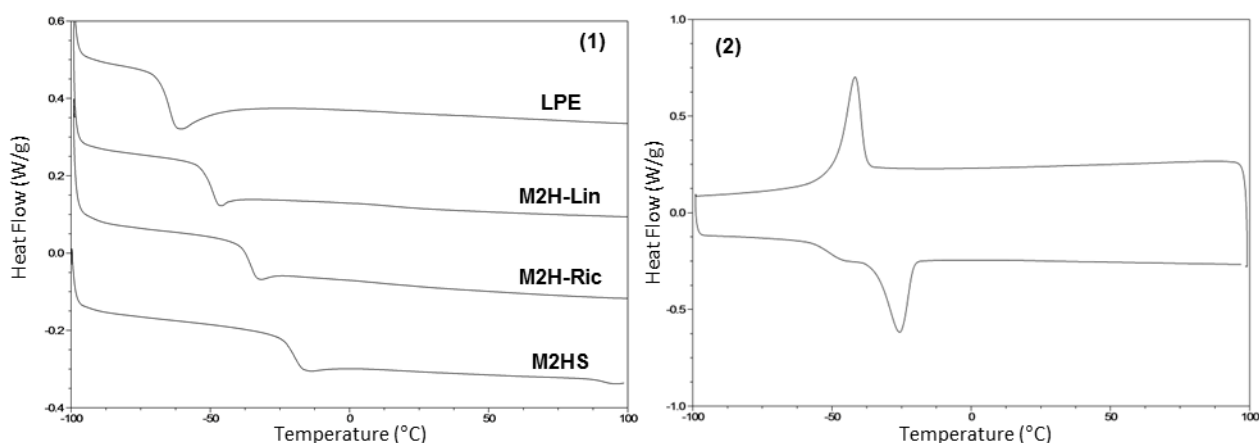 (1)
LPE
M2H-Lin
M2H-Ric
M2HS
Heat Flow (W/g)
0.6
0.4
0.2
0.0
-0.2
-0.4
-100
-50
0
50
100
Temperature (°C)
(2)
Heat Flow (W/g)
1.0
0.5
0.0
-0.5
-1.0
-100
-50
0
50
100
Temperature (°C)